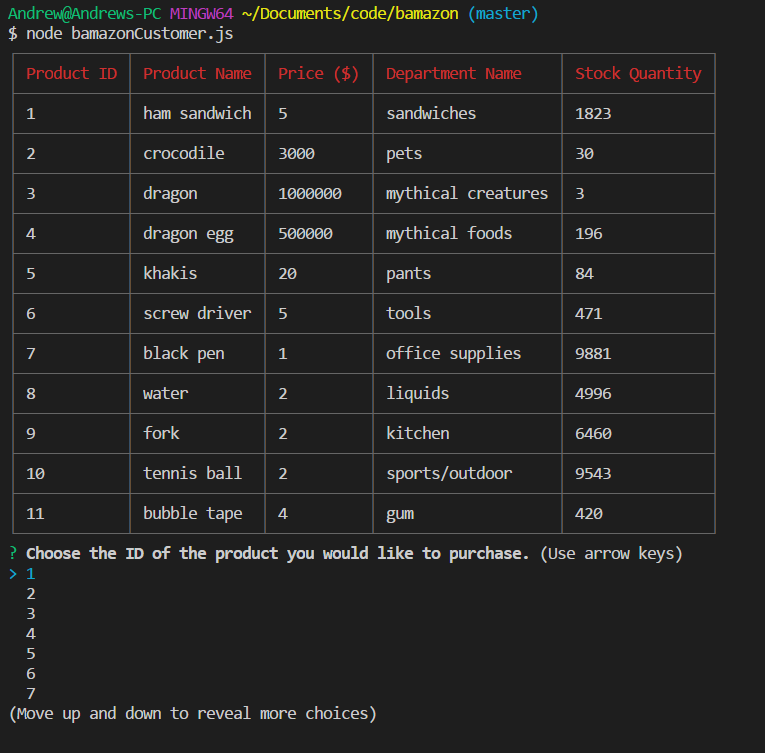 Andrew@Andrews-PC MINGW64 ~/Documents/code/bamazon (master)
$ node bamazonCustomer.js
Product ID Product Name Price ($) Department Name Stock Quantity
1 ham sandwich 5 sandwiches 1823
2 crocodile 3000 pets 30
3 dragon 1000000 mythical creatures 3
4 dragon egg 500000 mythical foods 196
5 khakis 20 pants 84
6 screw driver 5 tools 471
7 black pen 1 office supplies 9881
8 water 2 liquids 4996
9 fork 2 kitchen 6460
10 tennis ball 2 sports/outdoor 9543
11 bubble tape 4 gum 420
? Choose the ID of the product you would like to purchase. (Use arrow keys)
> 1
2
3
4
5
6
7
(Move up and down to reveal more choices)